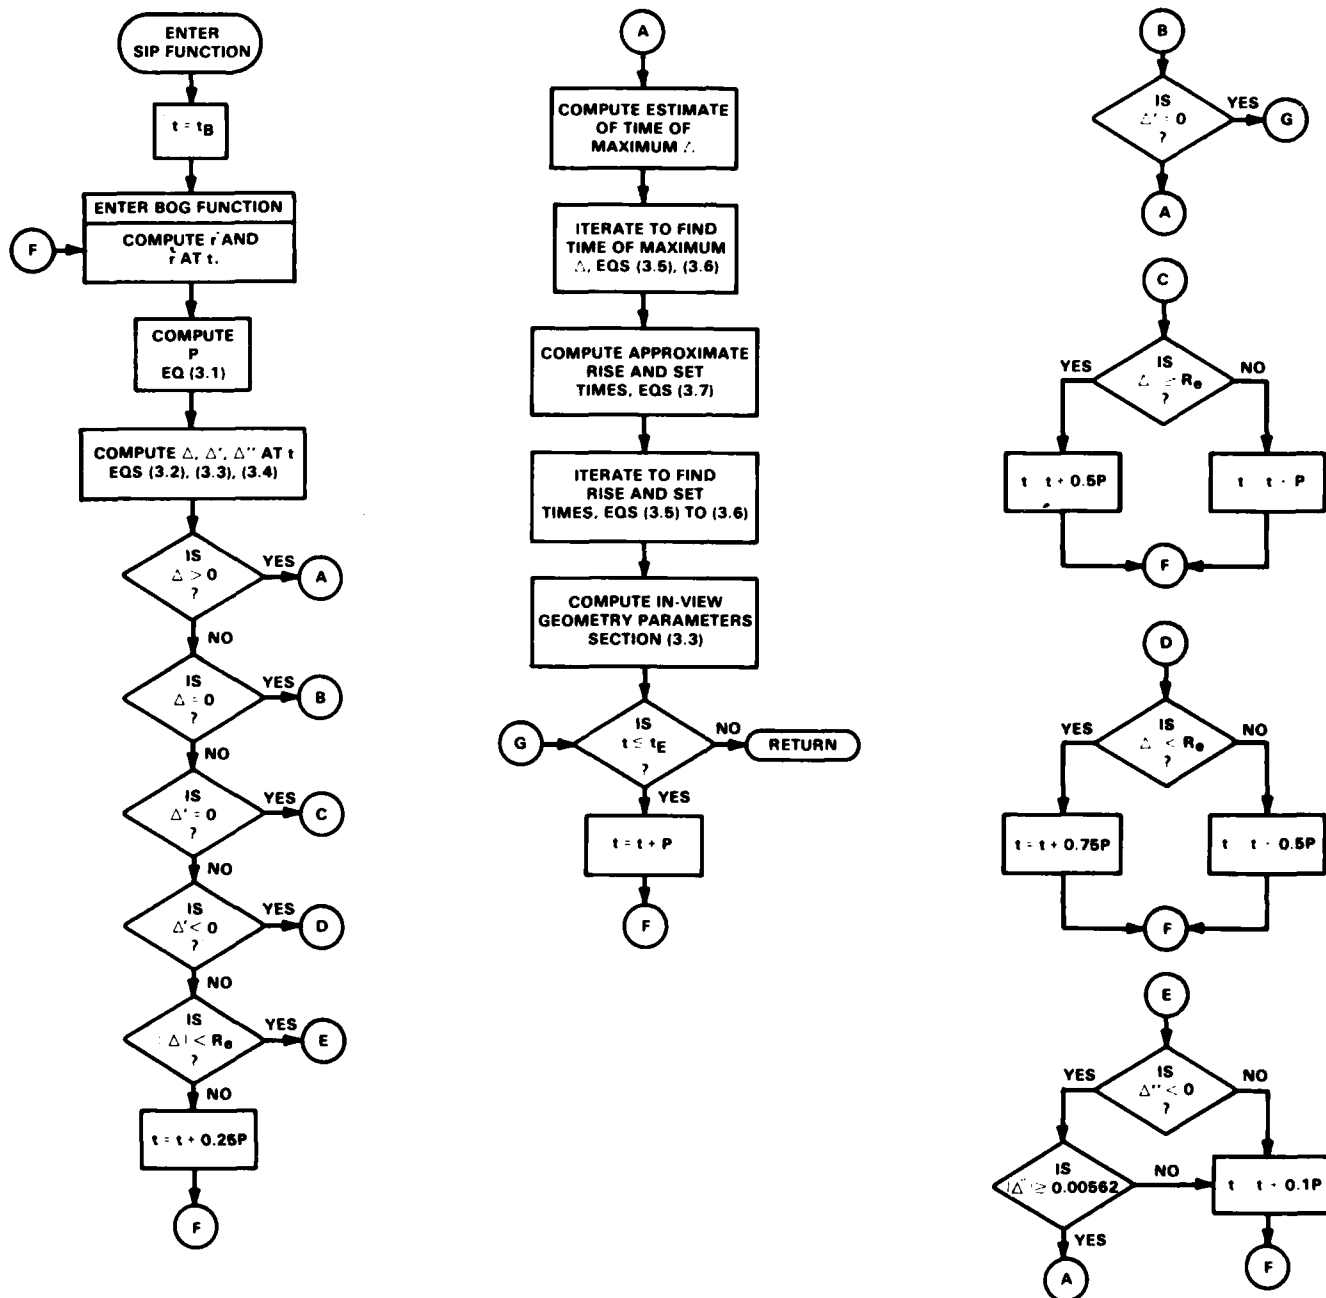 ENTER
SIP FUNCTION
t = tB
ENTER BOG FUNCTION
COMPUTE r AND
ṙ AT t.
F
COMPUTE
P
EQ (3.1)
COMPUTE Δ, Δ', Δ'' AT t
EQS (3.2), (3.3), (3.4)
IS
Δ > 0
?
YES
A
NO
IS
Δ = 0
?
YES
B
NO
IS
Δ' = 0
?
YES
C
NO
IS
Δ' < 0
?
YES
D
NO
IS
|Δ| < Re
?
YES
E
NO
t = t + 0.25P
F
A
COMPUTE ESTIMATE
OF TIME OF
MAXIMUM Δ
ITERATE TO FIND
TIME OF MAXIMUM
Δ, EQS (3.5), (3.6)
COMPUTE APPROXIMATE
RISE AND SET
TIMES, EQS (3.7)
ITERATE TO FIND
RISE AND SET
TIMES, EQS (3.5) TO (3.6)
COMPUTE IN-VIEW
GEOMETRY PARAMETERS
SECTION (3.3)
G
IS
t ≤ tE
?
NO
RETURN
YES
t = t + P
F
B
IS
Δ' = 0
?
YES
G
A
C
IS
Δ ≥ Re
?
YES
NO
t t + 0.5P
t t · P
F
D
IS
Δ < Re
?
YES
NO
t = t + 0.75P
t t · 0.5P
F
E
IS
Δ'' < 0
?
YES
NO
IS
|Δ''| ≥ 0.00562
NO
t t + 0.1P
YES
A
F